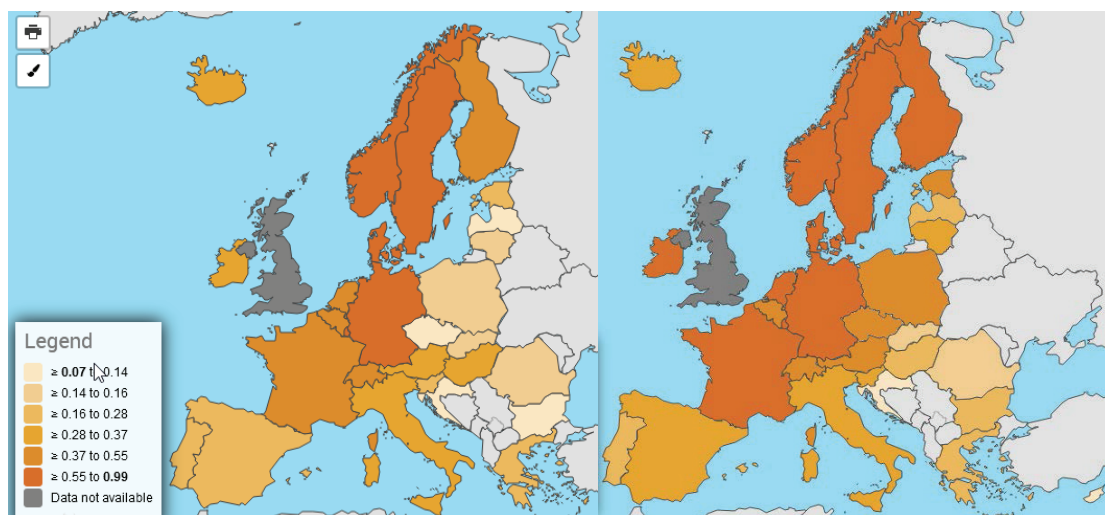 Legend
≥ 0.07 t 0.14
≥ 0.14 to 0.16
≥ 0.16 to 0.28
≥ 0.28 to 0.37
≥ 0.37 to 0.55
≥ 0.55 to 0.99
Data not available